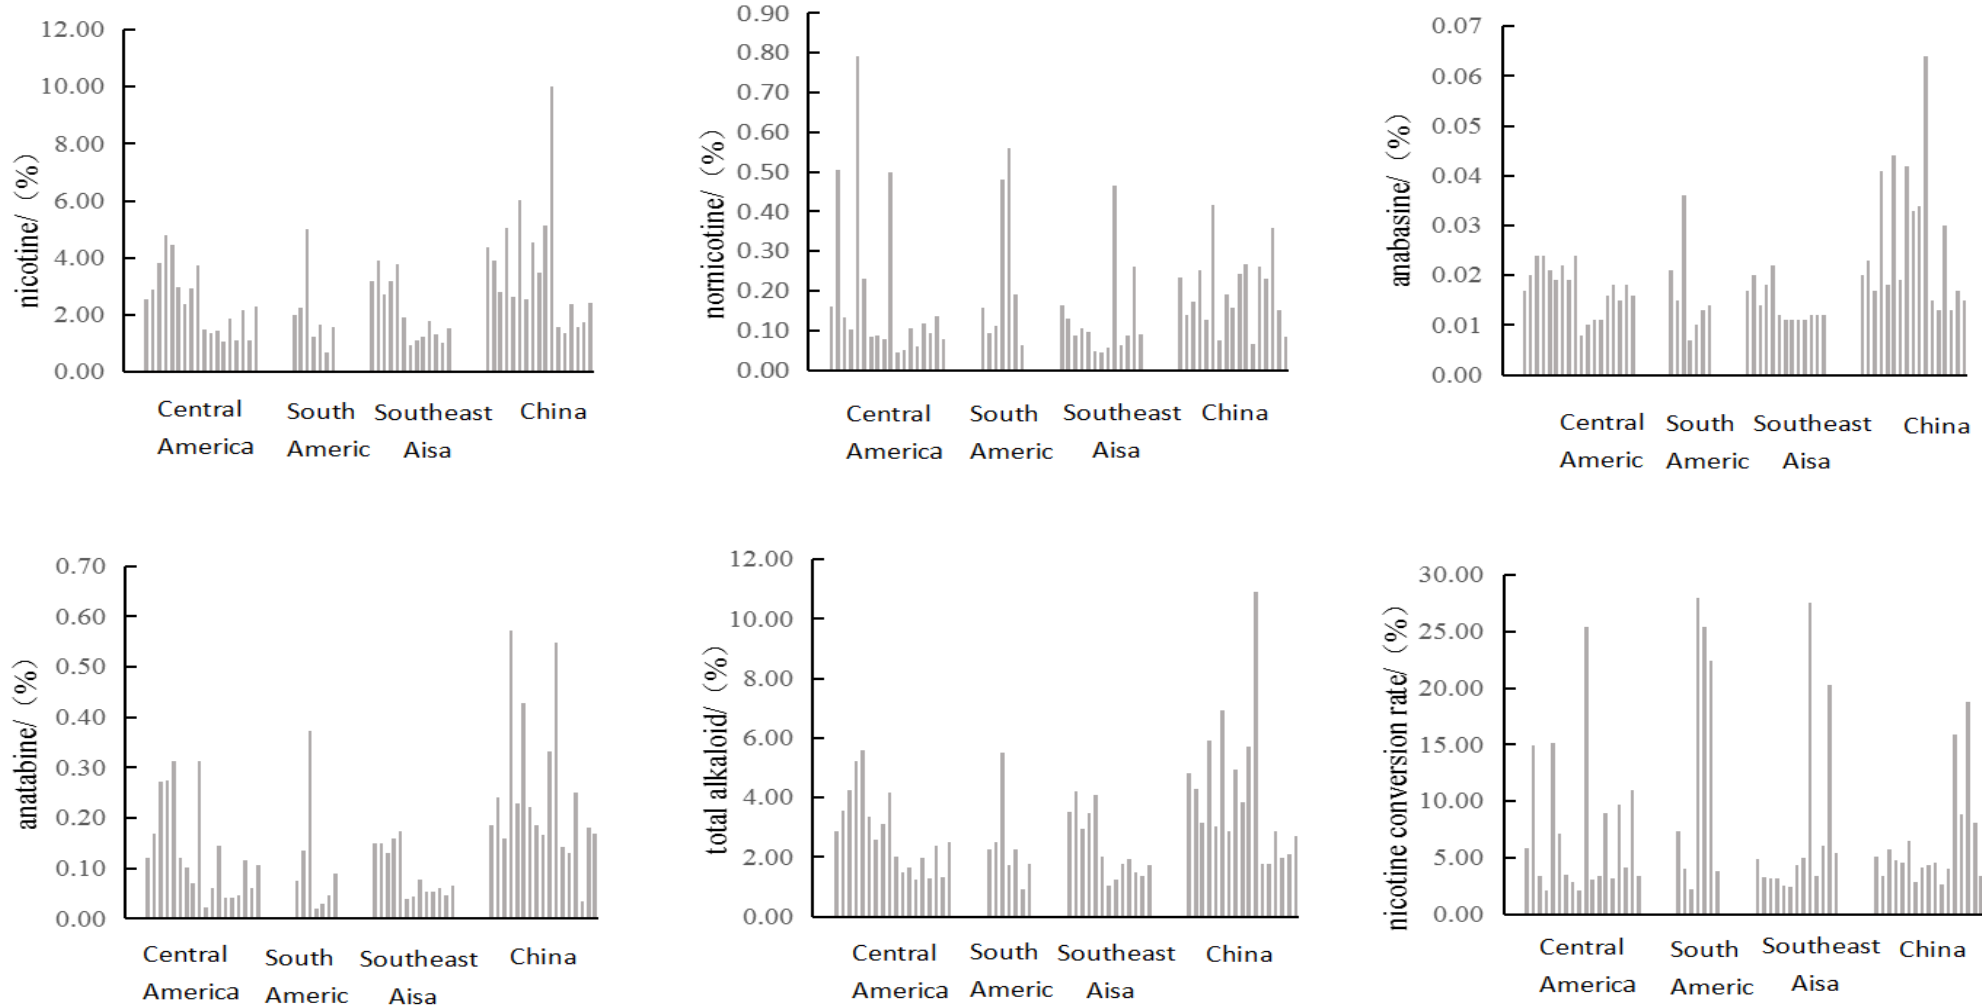 nicotine/（%）
12.00
10.00
8.00
6.00
4.00
2.00
0.00
Central
America
South
Americ
Southeast
Aisa
China
nornicotine/（%）
0.90
0.80
0.70
0.60
0.50
0.40
0.30
0.20
0.10
0.00
Central
America
South
Americ
Southeast
Aisa
China
anabasine/（%）
0.07
0.06
0.05
0.04
0.03
0.02
0.01
0.00
Central
Americ
South
Americ
Southeast
Aisa
China
anatabine/（%）
0.70
0.60
0.50
0.40
0.30
0.20
0.10
0.00
Central
America
South
Americ
Southeast
Aisa
China
total alkaloid/（%）
12.00
10.00
8.00
6.00
4.00
2.00
0.00
Central
America
South
Americ
Southeast
Aisa
China
nicotine conversion rate/（%）
30.00
25.00
20.00
15.00
10.00
5.00
0.00
Central
America
South
Americ
Southeast
Aisa
China